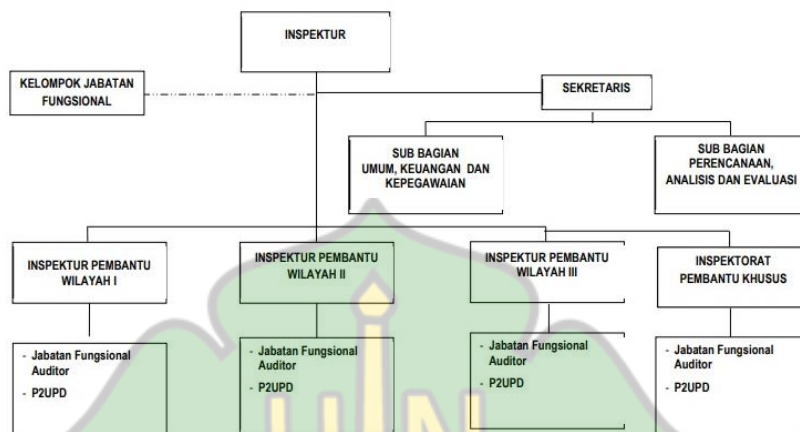 INSPEKTUR
KELOMPOK JABATAN
FUNGSIONAL
SEKRETARIS
SUB BAGIAN
UMUM, KEUANGAN DAN
KEPEGAWAIAN
SUB BAGIAN
PERENCANAAN,
ANALISIS DAN EVALUASI
INSPEKTUR PEMBANTU
WILAYAH I
INSPEKTUR PEMBANTU
WILAYAH II
INSPEKTUR PEMBANTU
WILAYAH III
INSPEKTORAT
PEMBANTU KHUSUS
- Jabatan Fungsional
Auditor
- P2UPD
- Jabatan Fungsional
Auditor
- P2UPD
- Jabatan Fungsional
Auditor
- P2UPD
- Jabatan Fungsional
Auditor
- P2UPD
UIN